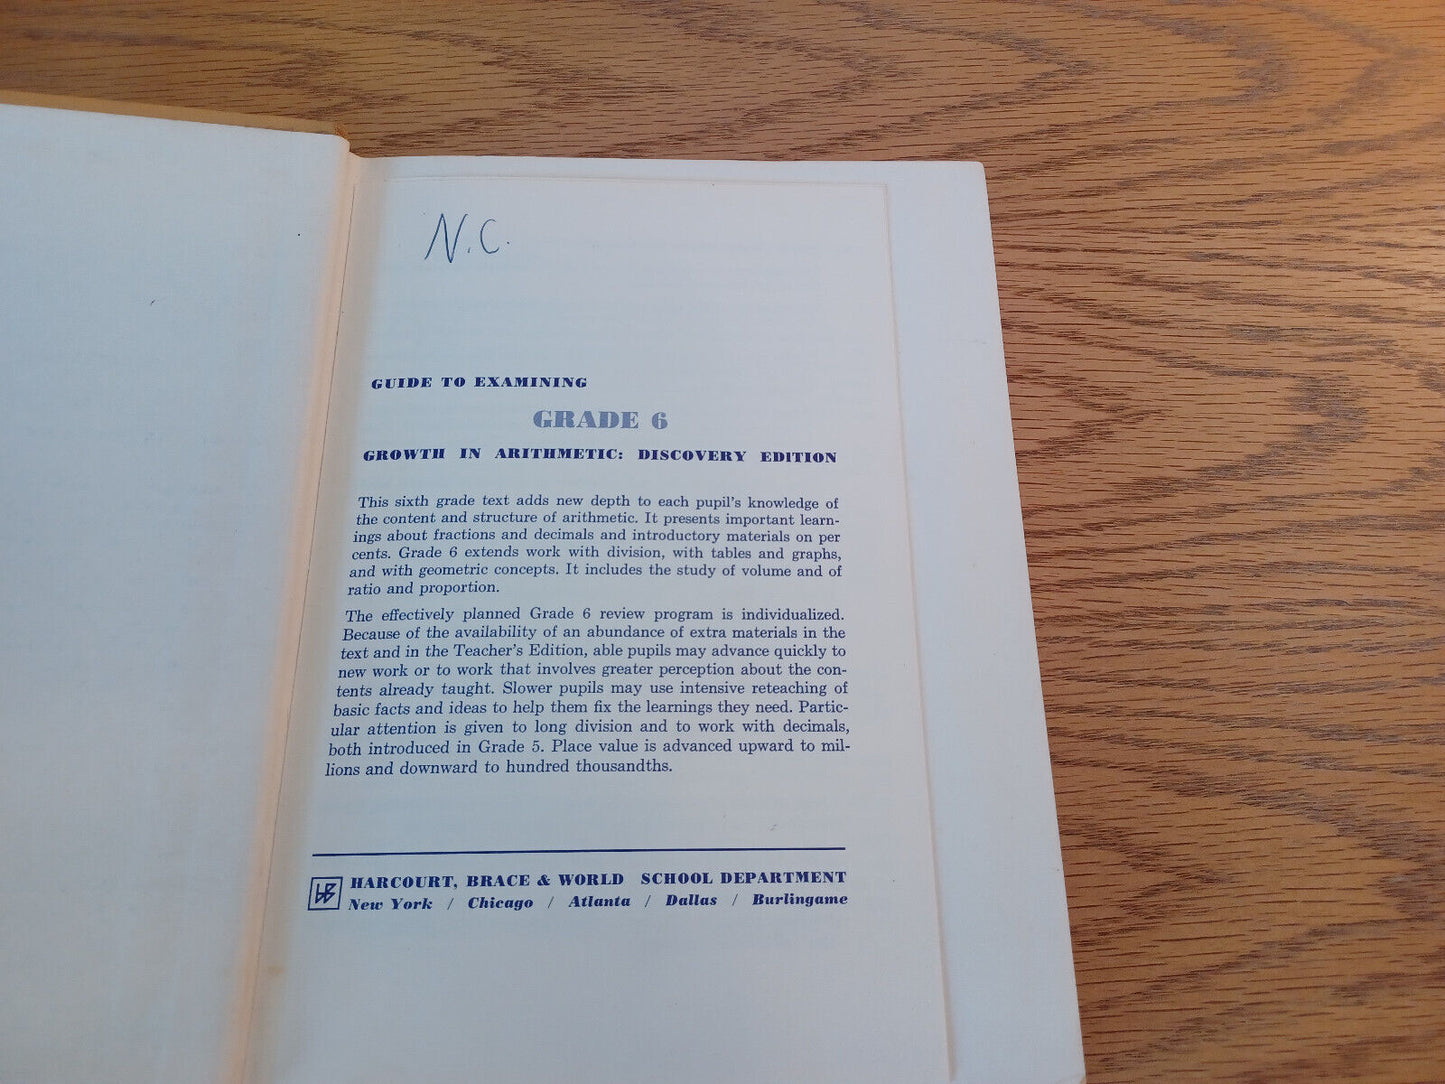 N.C.
GUIDE TO EXAMINING
GRADE 6
GROWTH IN ARITHMETIC: DISCOVERY EDITION
This sixth grade text adds new depth to each pupil's knowledge of
the content and structure of arithmetic. It presents important learn-
ings about fractions and decimals and introductory materials on per
cents. Grade 6 extends work with division, with tables and graphs,
and with geometric concepts. It includes the study of volume and of
ratio and proportion.
The effectively planned Grade 6 review program is individualized.
Because of the availability of an abundance of extra materials in the
text and in the Teacher's Edition, able pupils may advance quickly to
new work or to work that involves greater perception about the con-
tents already taught. Slower pupils may use intensive reteaching of
basic facts and ideas to help them fix the learnings they need. Partic-
ular attention is given to long division and to work with decimals,
both introduced in Grade 5. Place value is advanced upward to mil-
lions and downward to hundred thousandths.
HARCOURT, BRACE & WORLD SCHOOL DEPARTMENT
New York / Chicago / Atlanta / Dallas / Burlingame